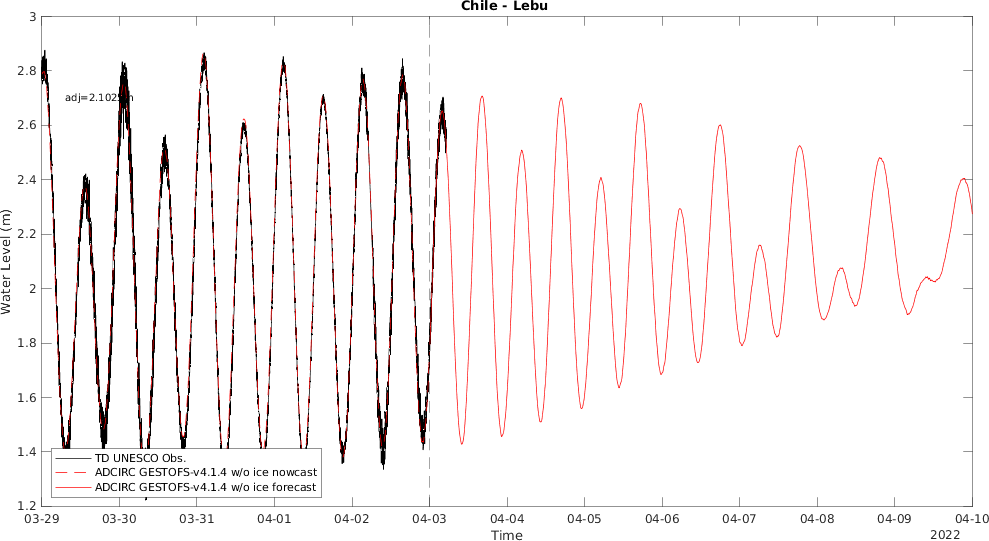 Chile - Lebu
3
2.8
2.6
2.4
2.2
2
1.8
1.6
1.4
1.2
Water Level (m)
TD UNESCO Obs.
ADCIRC GESTOFS-v4.1.4 w/o ice nowcast
ADCIRC GESTOFS-v4.1.4 w/o ice forecast
03-29 03-30 03-31 04-01 04-02 04-03 04-04 04-05 04-06 04-07 04-08 04-09 04-10
Time
2022